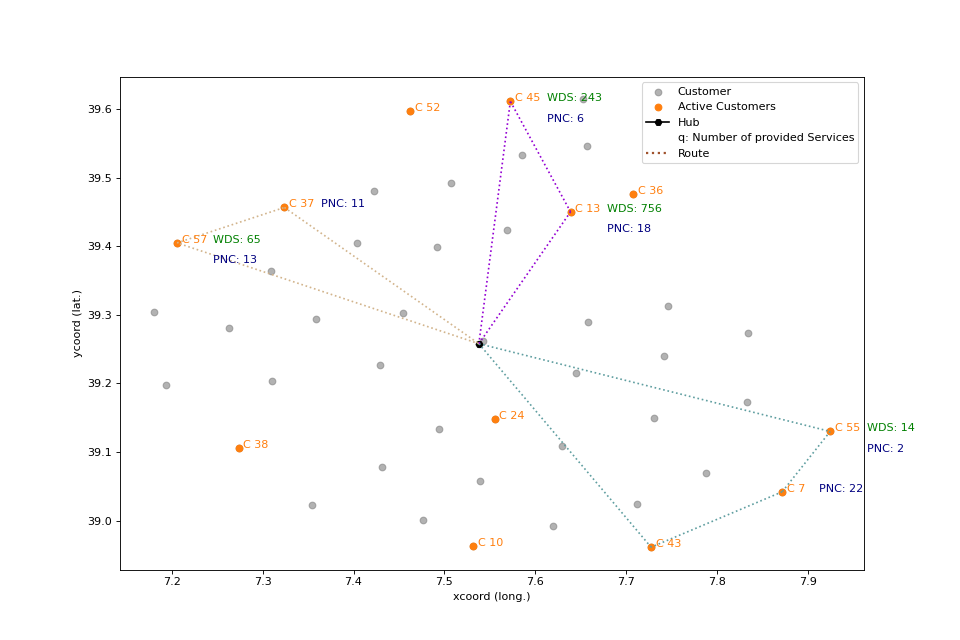 Customer
Active Customers
Hub
q: Number of provided Services
Route
C 45 WDS: 243
PNC: 6
C 52
C 36
C 13 WDS: 756
PNC: 18
C 37 PNC: 11
C 57 WDS: 65
PNC: 13
C 24
C 55 WDS: 14
PNC: 2
C 38
C 7 PNC: 22
C 10
C 43
39.6
39.5
39.4
39.3
39.2
39.1
39.0
ycoord (lat.)
7.2 7.3 7.4 7.5 7.6 7.7 7.8 7.9
xcoord (long.)